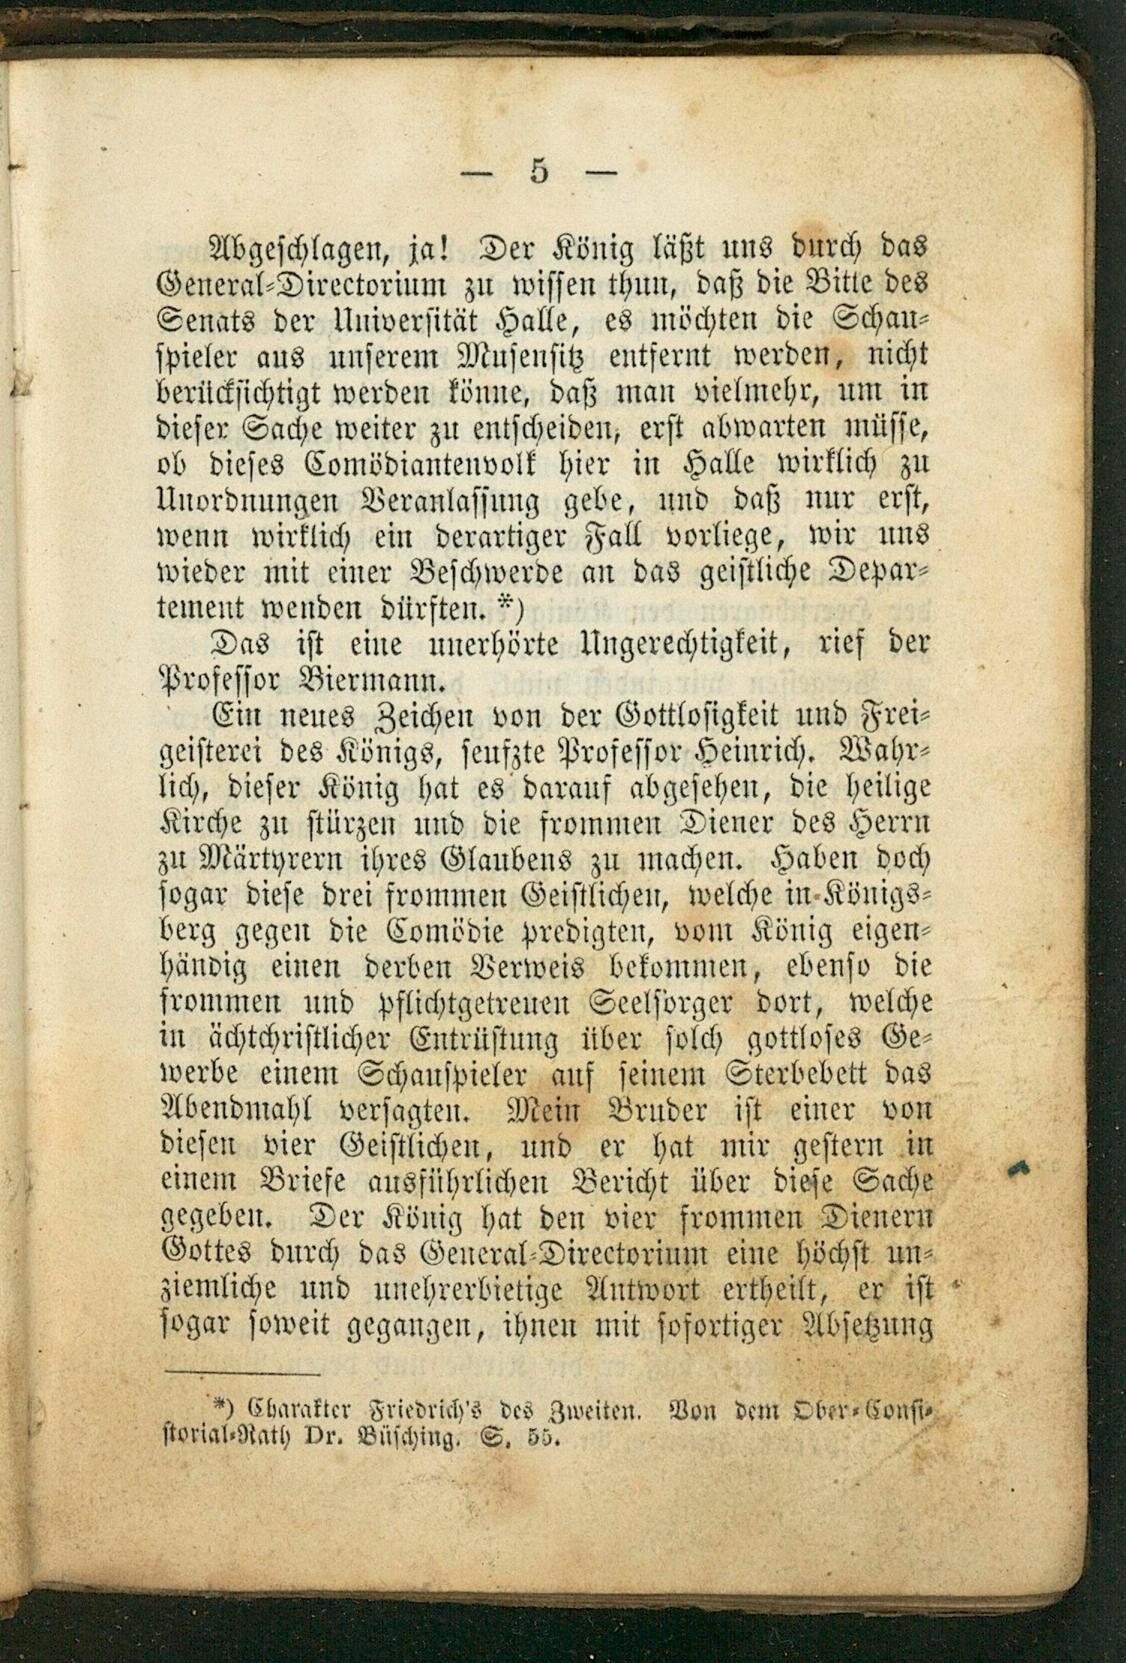 — 5 —
Abgeschlagen, ja! Der König läßt uns durch das
General-Directorium zu wissen thun, daß die Bitte des
Senats der Universität Halle, es möchten die Schau-
spieler aus unserem Musensitz entfernt werden, nicht
berücksichtigt werden könne, daß man vielmehr, um in
dieser Sache weiter zu entscheiden, erst abwarten müsse,
ob dieses Comödiantenvolk hier in Halle wirklich zu
Unordnungen Veranlassung gebe, und daß nur erst,
wenn wirklich ein derartiger Fall vorliege, wir uns
wieder mit einer Beschwerde an das geistliche Depar-
tement wenden dürften. *)
Das ist eine unerhörte Ungerechtigkeit, rief der
Professor Biermann.
Ein neues Zeichen von der Gottlosigkeit und Frei-
geisterei des Königs, seufzte Professor Heinrich. Wahr-
lich, dieser König hat es darauf abgesehen, die heilige
Kirche zu stürzen und die frommen Diener des Herrn
zu Märtyrern ihres Glaubens zu machen. Haben doch
sogar diese drei frommen Geistlichen, welche in Königs-
berg gegen die Comödie predigten, vom König eigen-
händig einen derben Verweis bekommen, ebenso die
frommen und pflichtgetreuen Seelsorger dort, welche
in ächtchristlicher Entrüstung über solch gottloses Ge-
werbe einem Schauspieler auf seinem Sterbebett das
Abendmahl versagten. Mein Bruder ist einer von
diesen vier Geistlichen, und er hat mir gestern in
einem Briefe ausführlichen Bericht über diese Sache
gegeben. Der König hat den vier frommen Dienern
Gottes durch das General-Directorium eine höchst un-
ziemliche und unehrerbietige Antwort ertheilt, er ist
sogar soweit gegangen, ihnen mit sofortiger Absetzung
*) Charakter Friedrich's des Zweiten. Von dem Ober-Consi-
storial-Rath Dr. Büsching. S. 55.